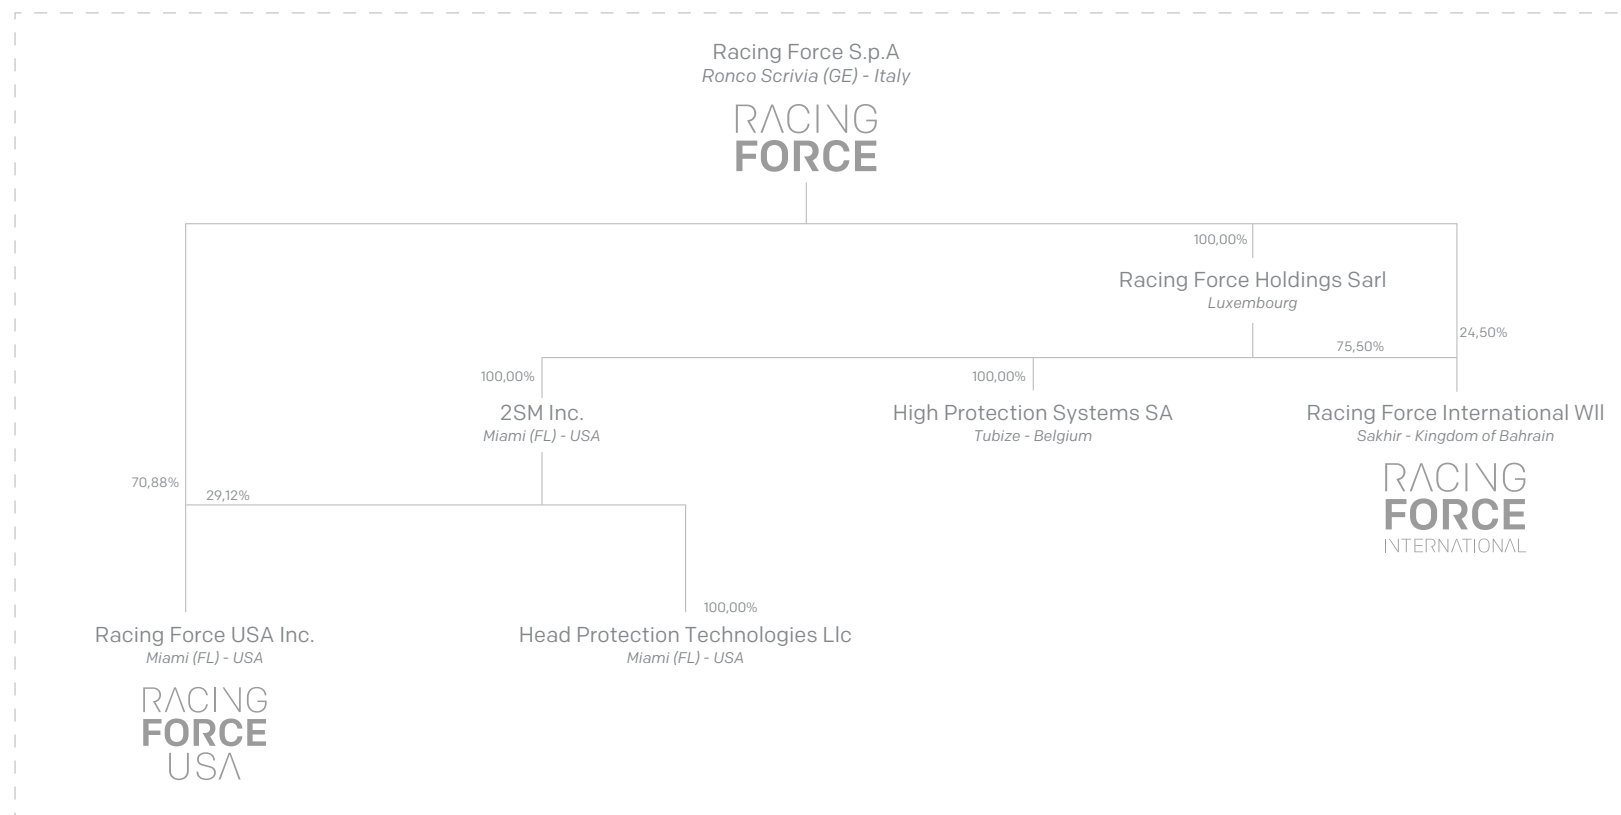 Racing Force S.p.A
Ronco Scrivia (GE) - Italy
RACING
FORCE
100,00%
Racing Force Holdings Sarl
Luxembourg
24,50%
75,50%
100,00%
100,00%
2SM Inc.
Miami (FL) - USA
High Protection Systems SA
Tubize - Belgium
Racing Force International Wll
Sakhir - Kingdom of Bahrain
RACING
FORCE
INTERNATIONAL
70,88%
29,12%
100,00%
Racing Force USA Inc.
Miami (FL) - USA
Head Protection Technologies Llc
Miami (FL) - USA
RACING
FORCE
USA